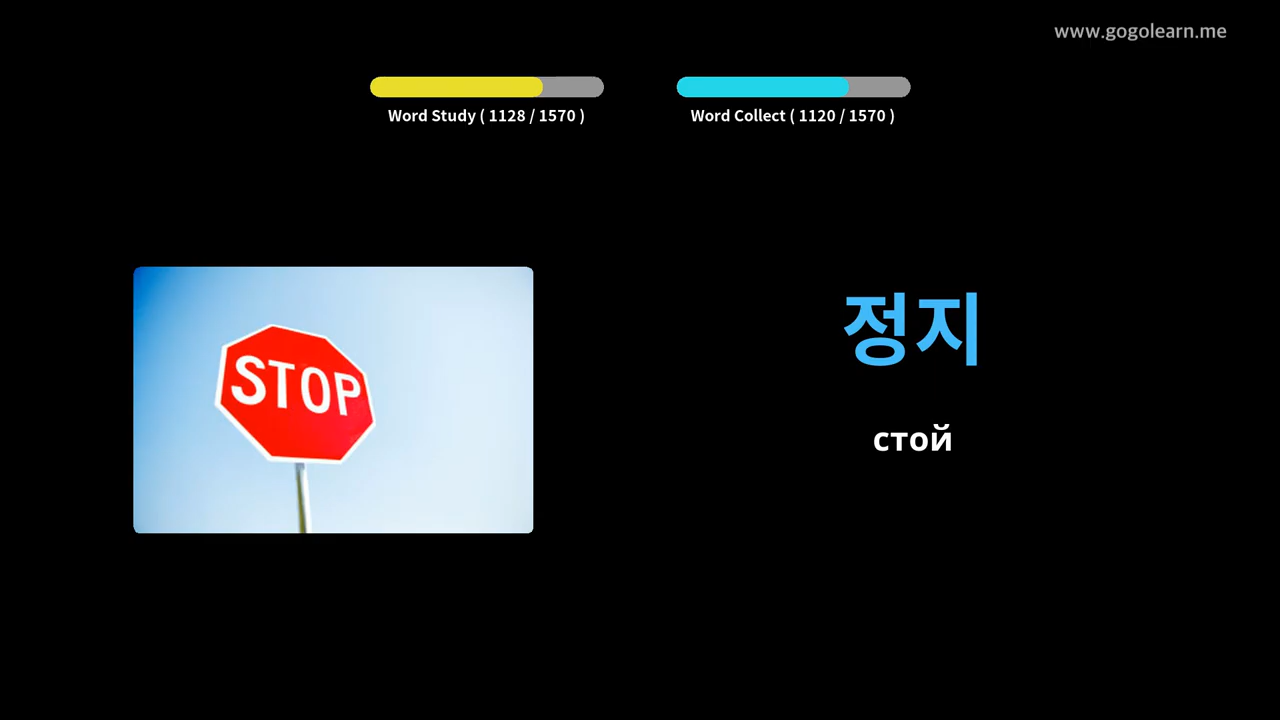 www.gogolearn.me
Word Study ( 1128 / 1570 )
Word Collect ( 1120 / 1570 )
STOP
정지
стой